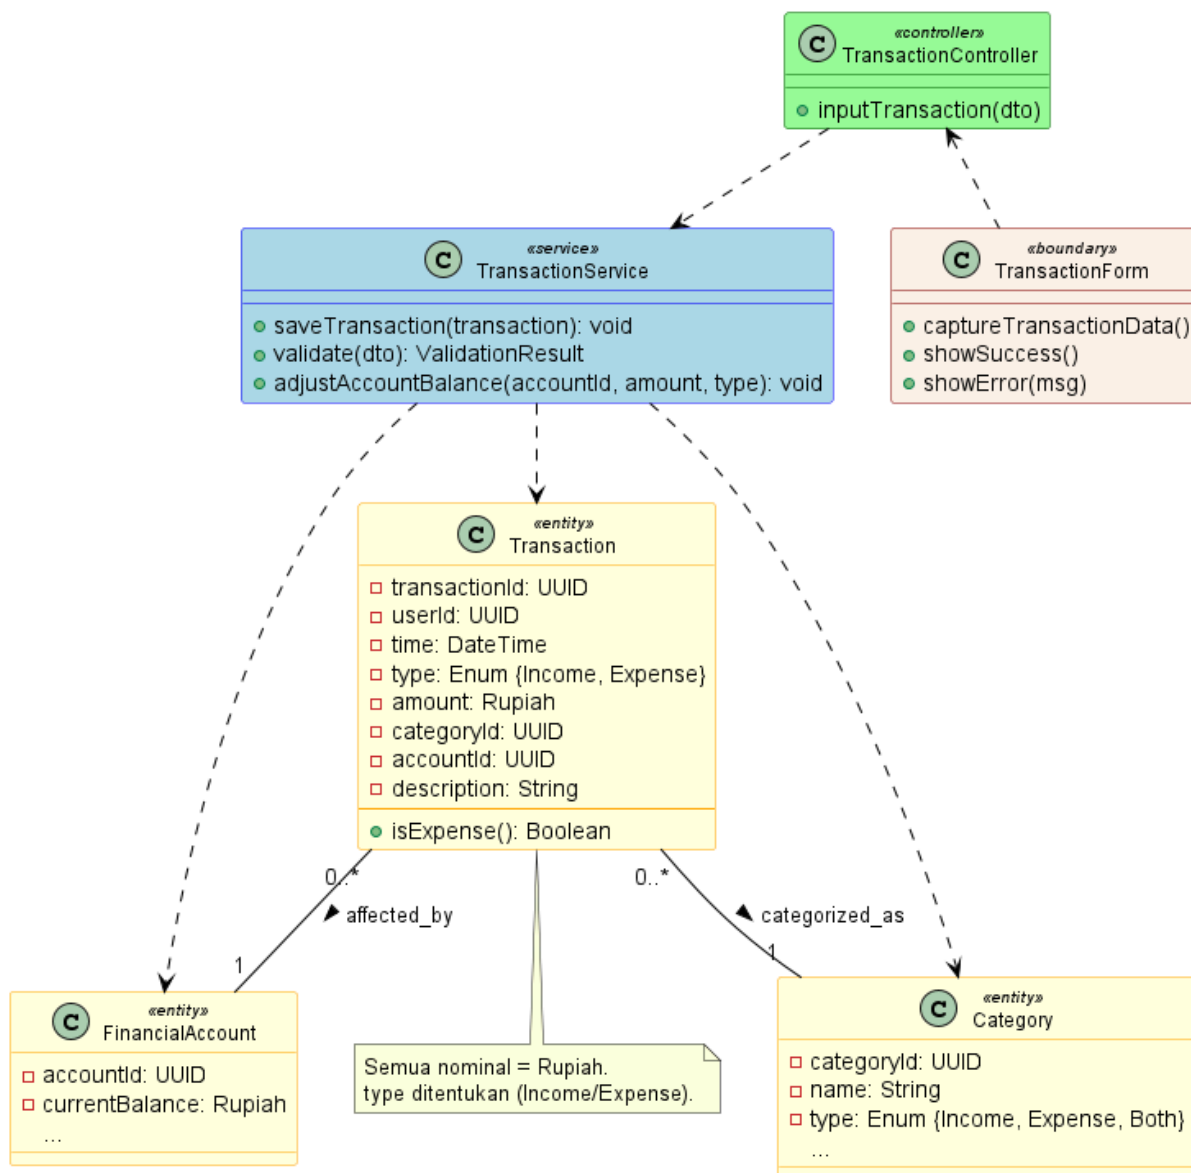 C
«controller»
TransactionController
inputTransaction(dto)
C
«service»
TransactionService
saveTransaction(transaction): void
validate(dto): ValidationResult
adjustAccountBalance(accountId, amount, type): void
C
«boundary»
TransactionForm
captureTransactionData()
showSuccess()
showError(msg)
C
«entity»
Transaction
transactionId: UUID
userId: UUID
time: DateTime
type: Enum {Income, Expense}
amount: Rupiah
categoryId: UUID
accountId: UUID
description: String
isExpense(): Boolean
0..*
affected_by
1
0..*
categorized_as
1
C
«entity»
FinancialAccount
accountId: UUID
currentBalance: Rupiah
...
Semua nominal = Rupiah.
type ditentukan (Income/Expense).
C
«entity»
Category
categoryId: UUID
name: String
type: Enum {Income, Expense, Both}
...